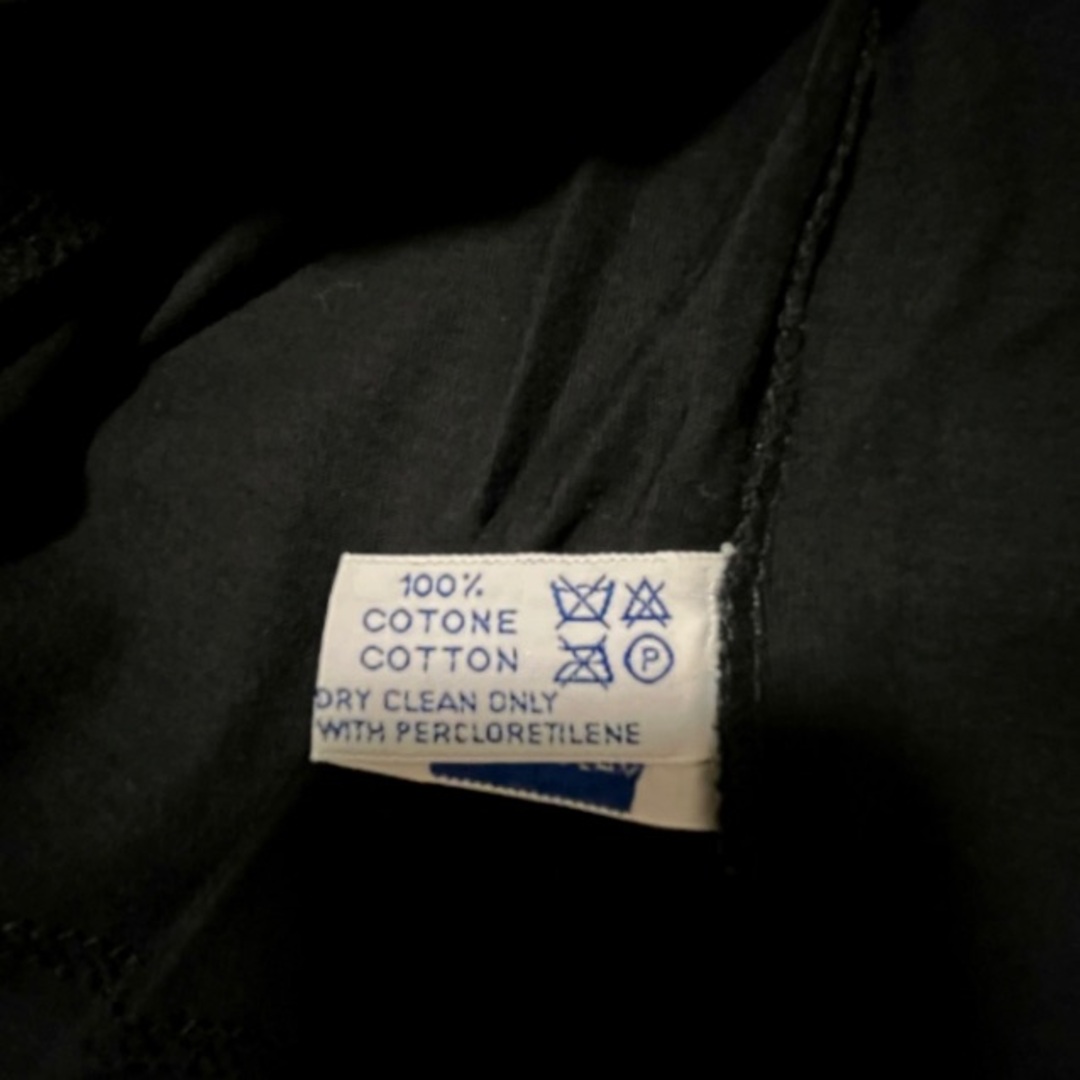 100%
COTONE
COTTON
P
DRY CLEAN ONLY
WITH PERCLORETILENE